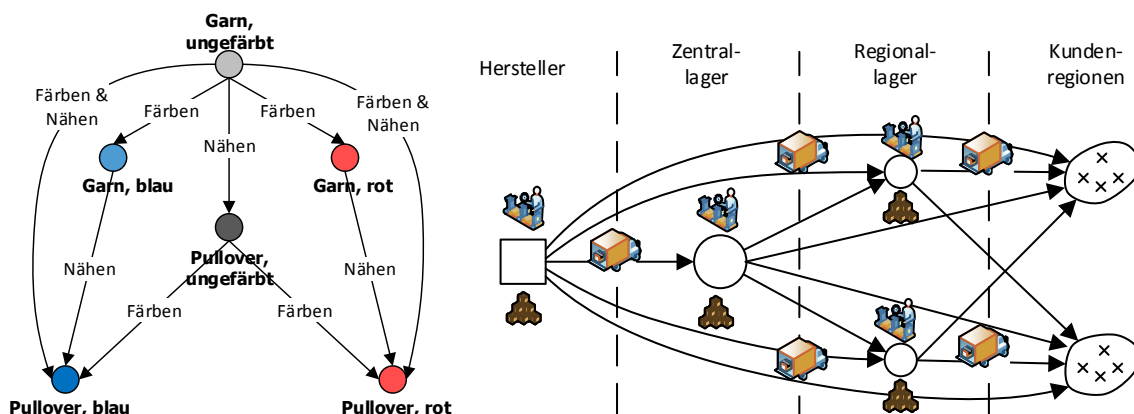 Garn,
ungefärbt
Färben &
Nähen
Färben
Färben
Färben &
Nähen
Nähen
Garn, blau
Garn, rot
Nähen
Pullover,
ungefärbt
Nähen
Färben
Färben
Pullover, blau
Pullover, rot
Hersteller
Zentral-
lager
Regional-
lager
Kunden-
regionen